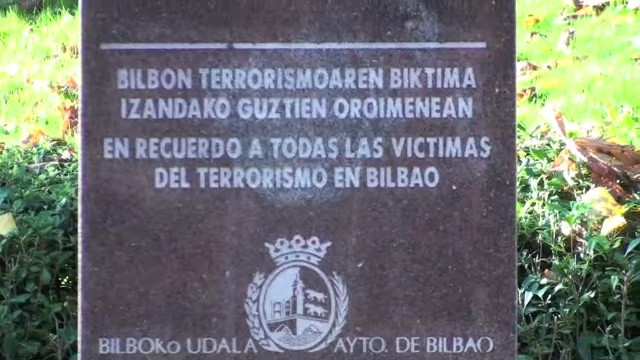 BILBON TERRORISMOAREN BIKTIMA
IZANDAKO GUZTIEN OROIMENEAN
EN RECUERDO A TODAS LAS VICTIMAS
DEL TERRORISMO EN BILBAO
BILBOKO UDALA AYTO. DE BILBAO